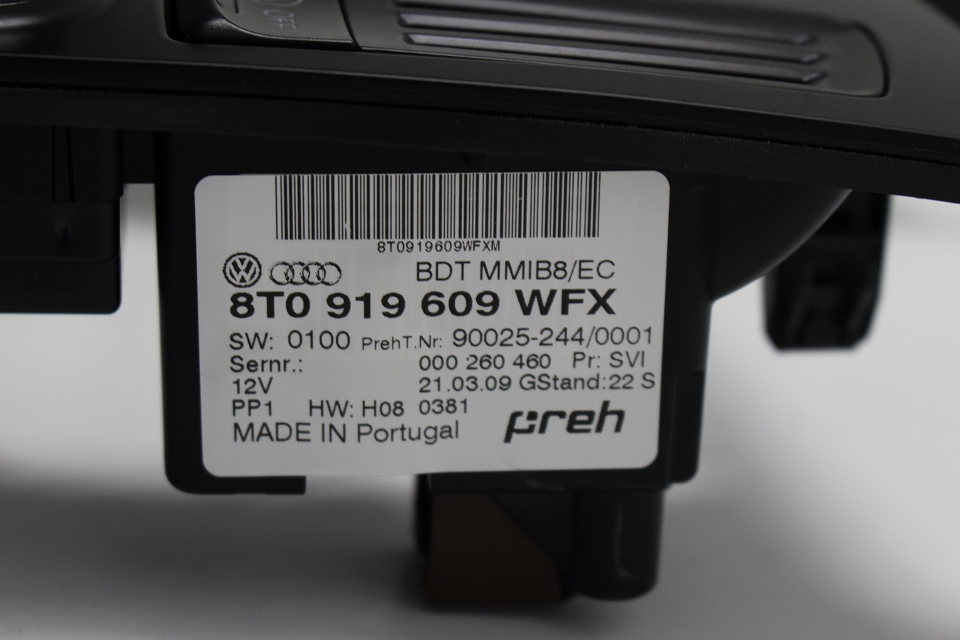 OFF
8T0919609WFXM
BDT MMIB8/EC
8T0 919 609 WFX
SW: 0100 PrehT.Nr: 90025-244/0001
Sernr.: 000 260 460 Pr: SVI
12V 21.03.09 GStand:22 S
PP1 HW: H08 0381
MADE IN Portugal preh